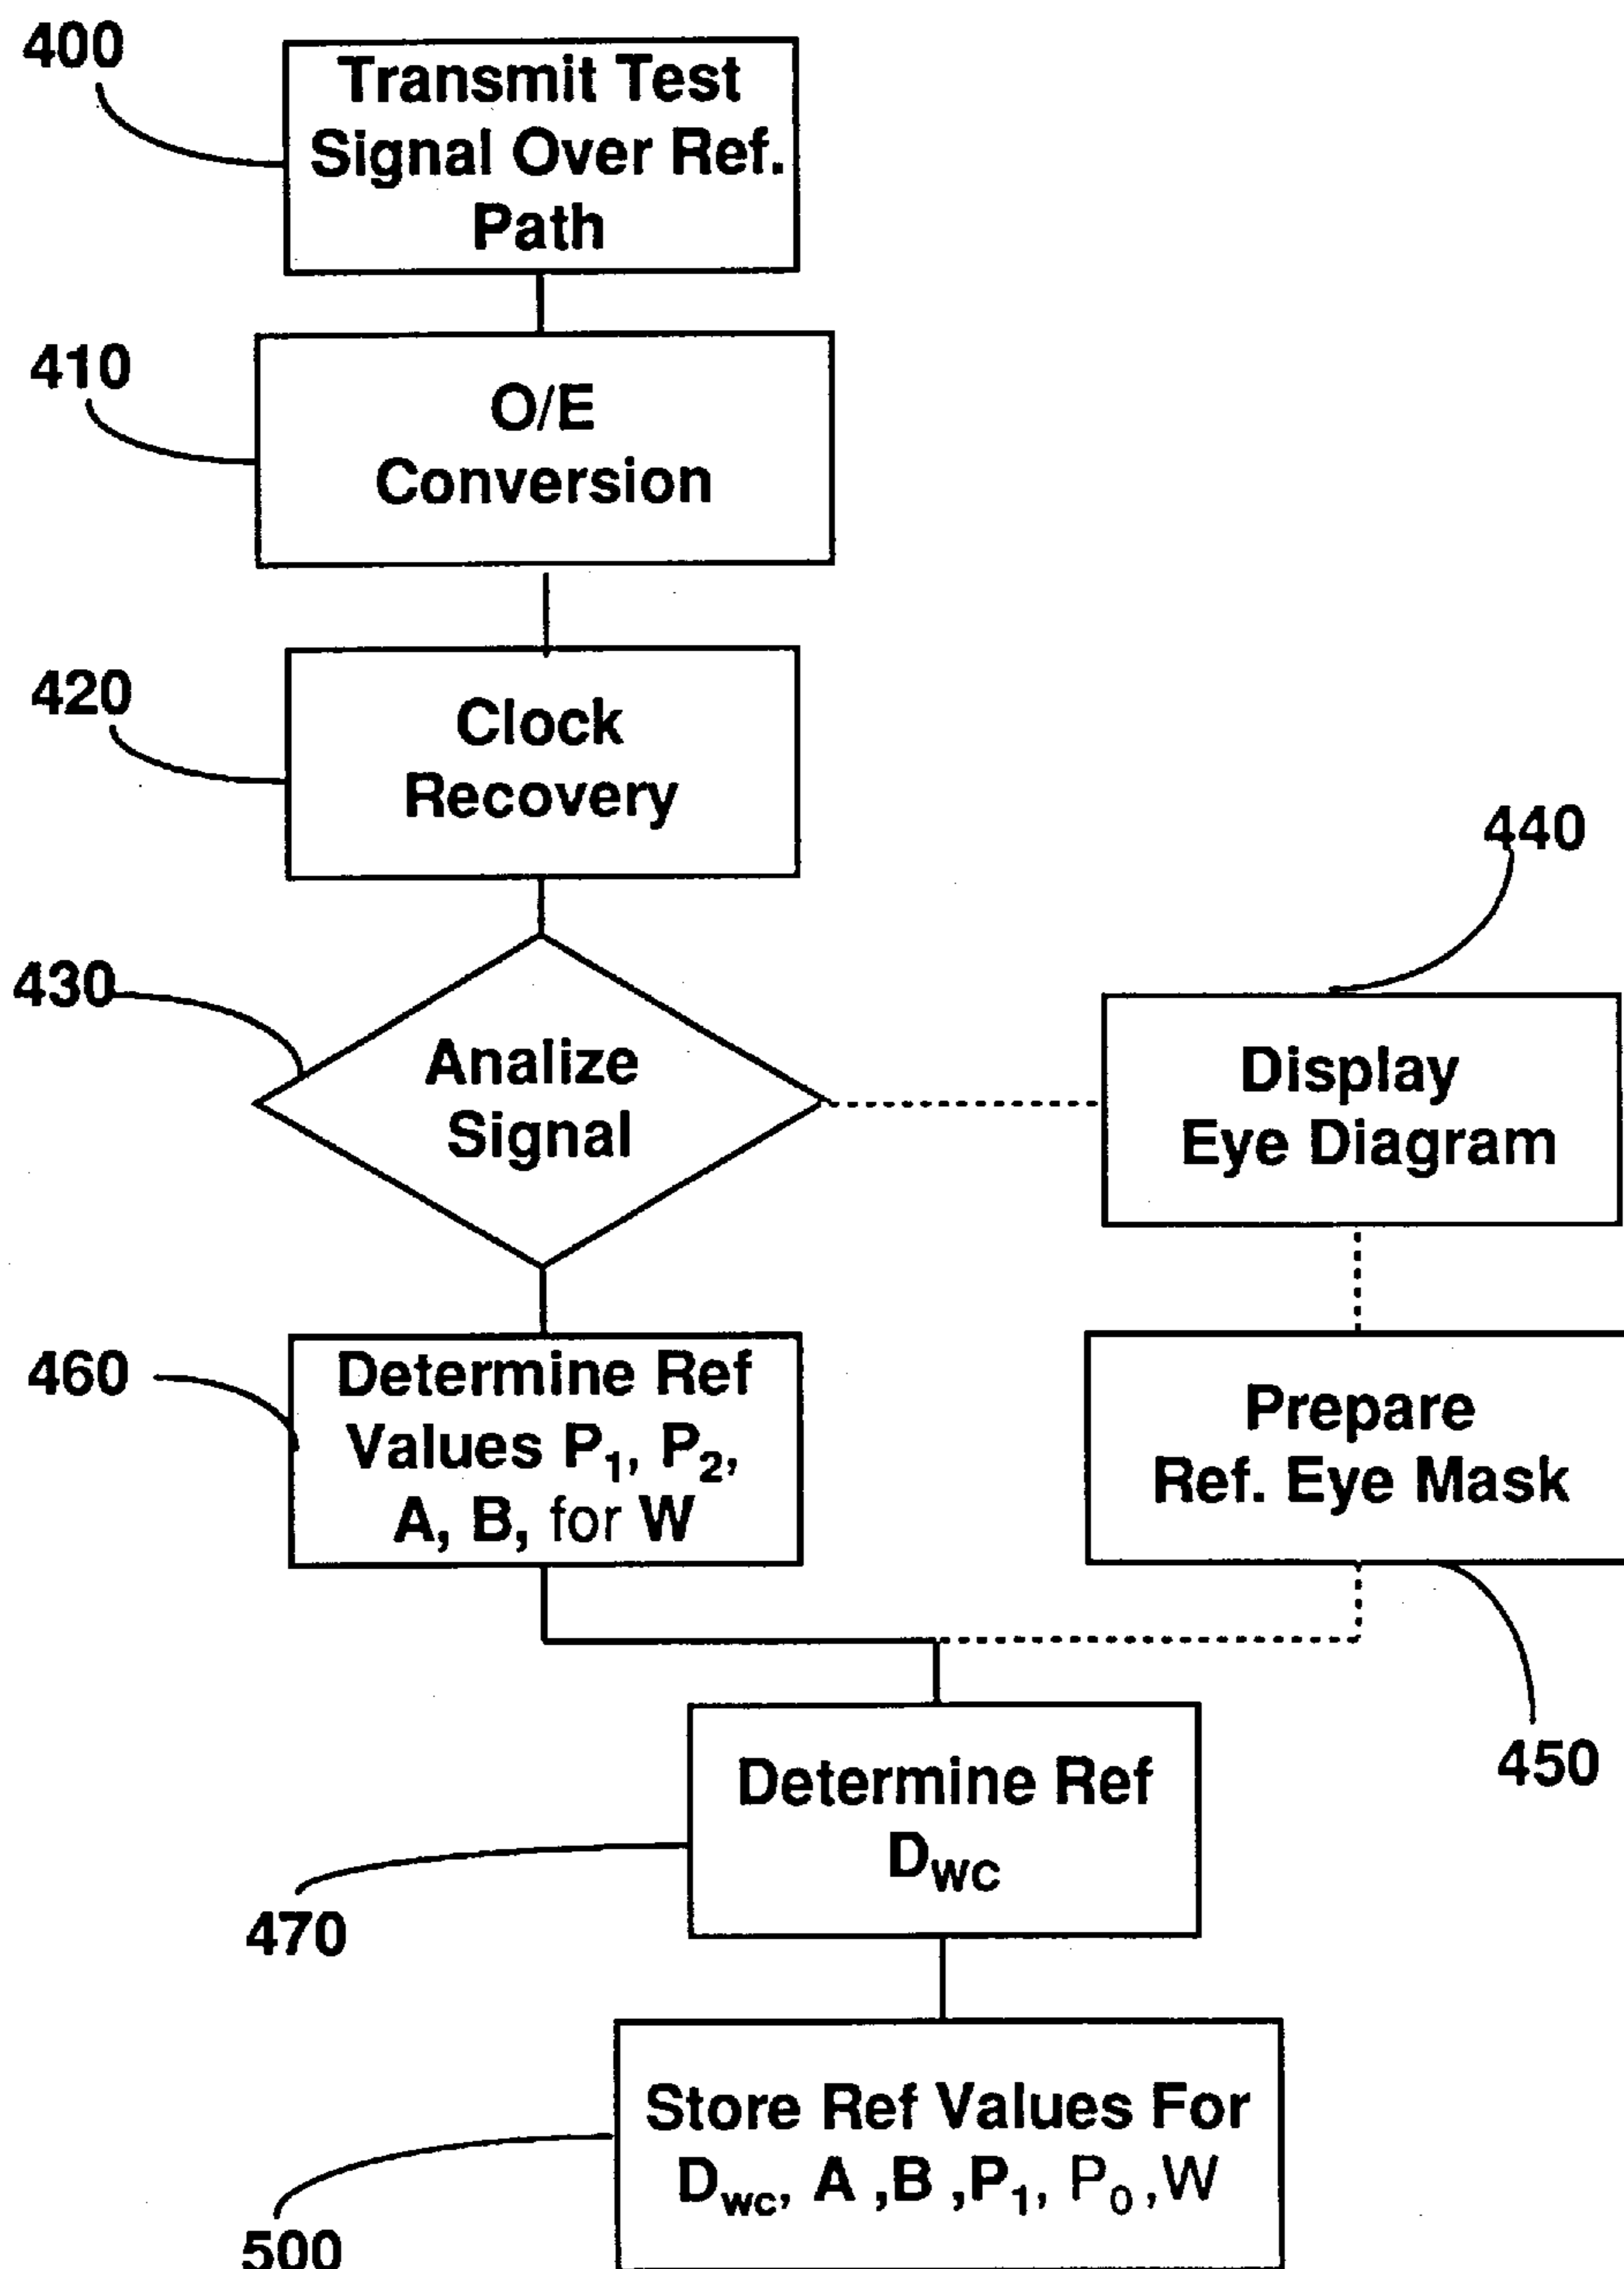 400
Transmit Test
Signal Over Ref.
Path
410
O/E
Conversion
420
Clock
Recovery
430
Analize
Signal
440
Display
Eye Diagram
460
Determine Ref
Values P₁, P₂,
A, B, for W
Prepare
Ref. Eye Mask
450
Determine Ref
D_WC
470
Store Ref Values For
D_wc, A ,B ,P₁, P₀ ,W
500